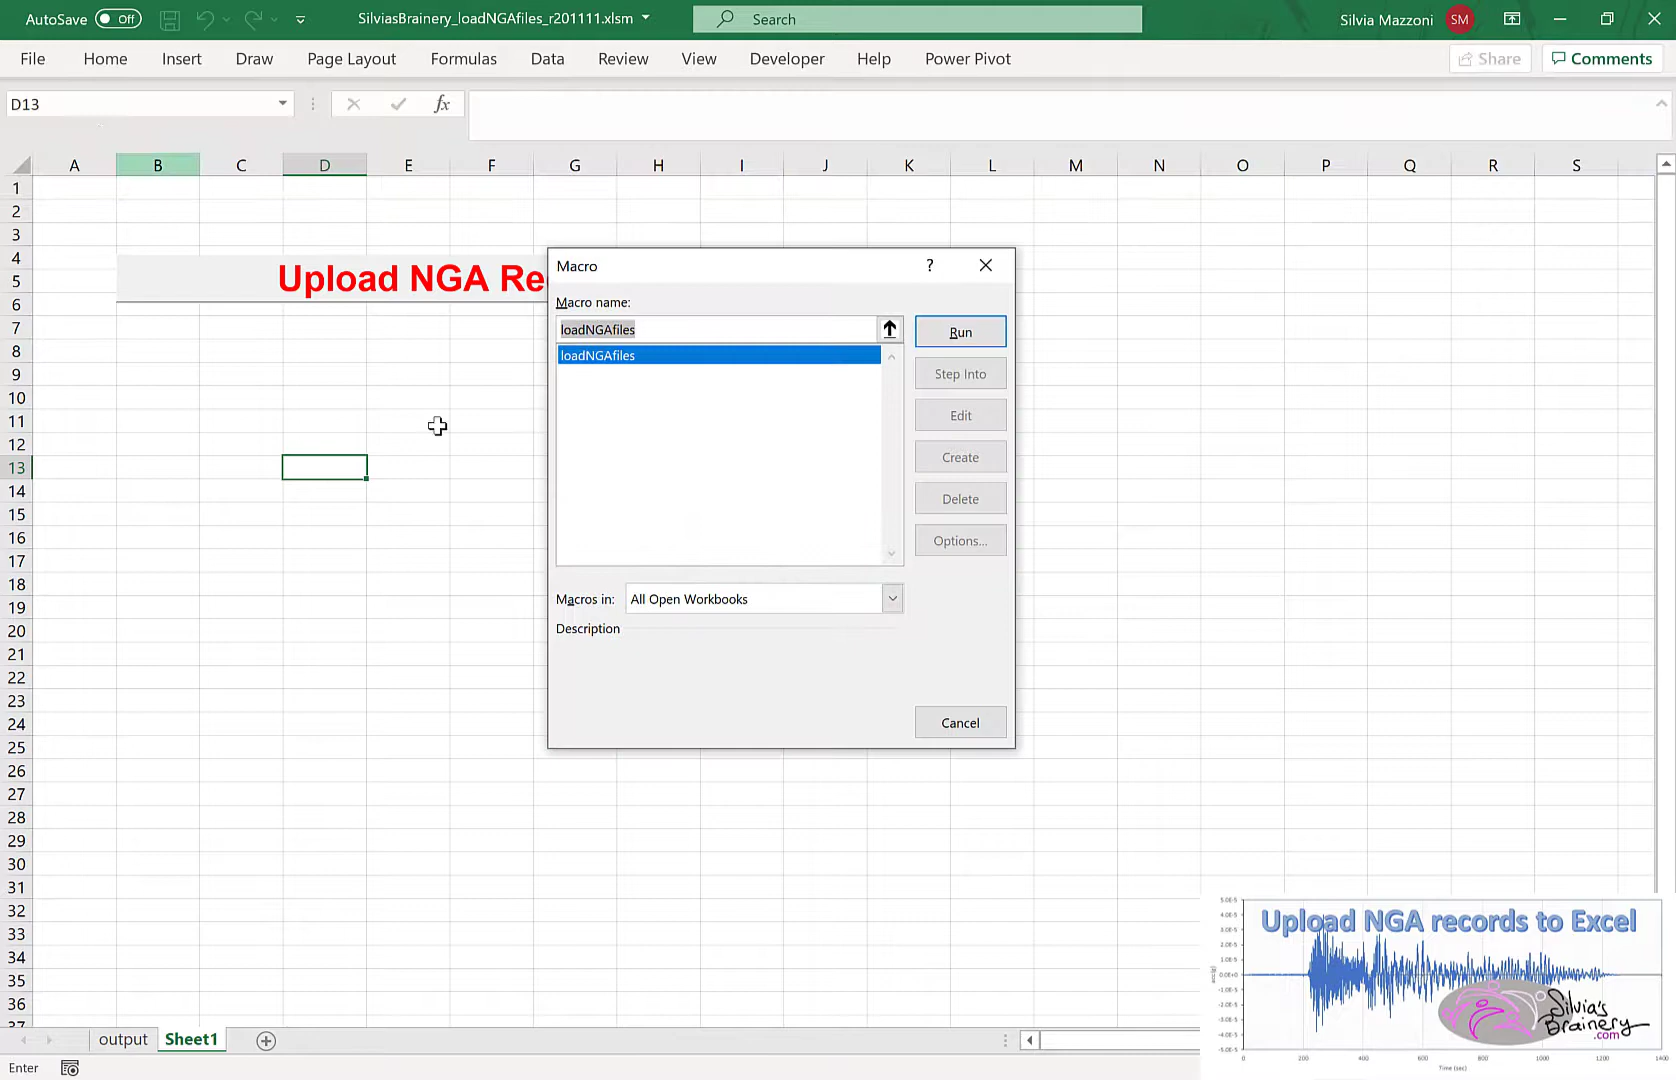 AutoSave Off SilviasBrainery_loadNGAfiles_r201111.xlsm Search Silvia Mazzoni SM
File Home Insert Draw Page Layout Formulas Data Review View Developer Help Power Pivot Share Comments
D13 fx
A B C D E F G H I J K L M N O P Q R S
1
2
3
4
5
6
7
8
9
10
11
12
13
14
15
16
17
18
19
20
21
22
23
24
25
26
27
28
29
30
31
32
33
34
35
36
37
Upload NGA Re
Macro ?
Macro name:
loadNGAfiles
loadNGAfiles
Run
Step Into
Edit
Create
Delete
Options...
Macros in: All Open Workbooks
Description
Cancel
Upload NGA records to Excel
5.0E-5
4.0E-5
3.0E-5
2.0E-5
1.0E-5
0.0E+0
-1.0E-5
-2.0E-5
-3.0E-5
-4.0E-5
-5.0E-5
acc(g)
0 200 400 600 800 1000 1200 1400
Time (sec)
Silvia's
Brainery
.com
output Sheet1
Enter